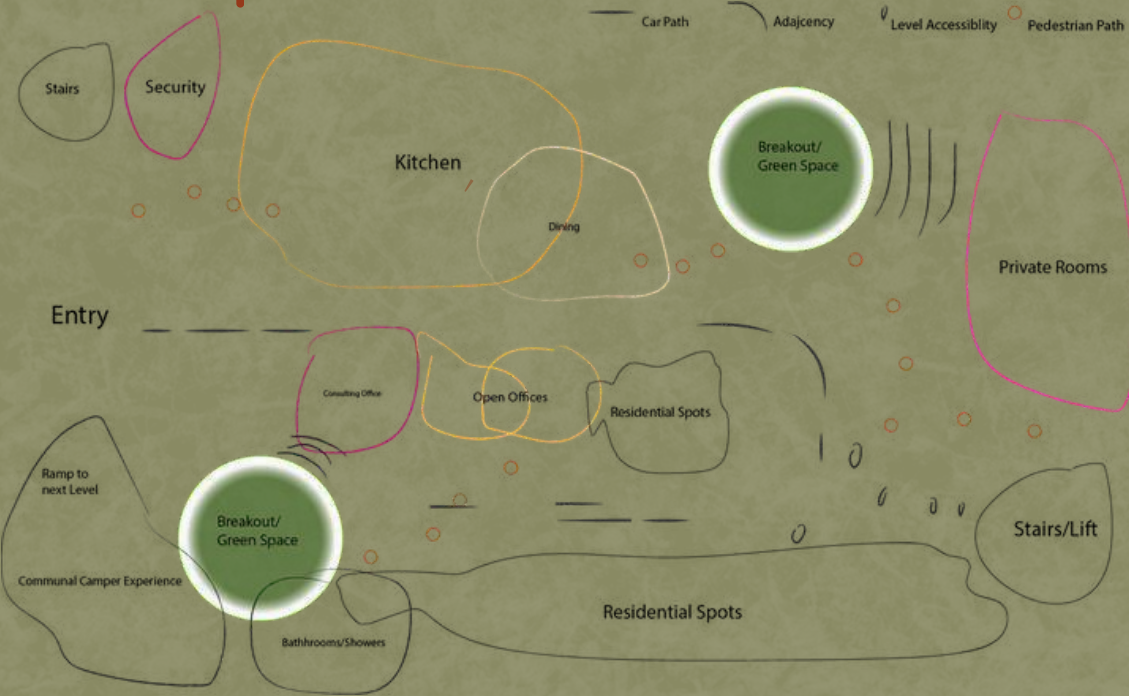 Car Path
Adajcency
Level Accessiblity
Pedestrian Path
Stairs
Security
Kitchen
Breakout/
Green Space
Dining
Private Rooms
Entry
Consulting Office
Open Offices
Residential Spots
Ramp to
next Level
Breakout/
Green Space
Stairs/Lift
Communal Camper Experience
Residential Spots
Bathhrooms/Showers